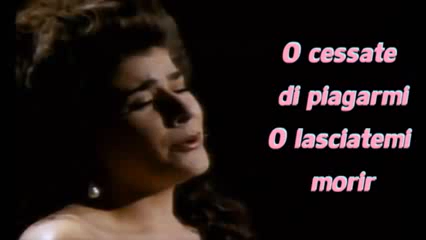 O cessate
di piagarmi
O lasciatemi
morir